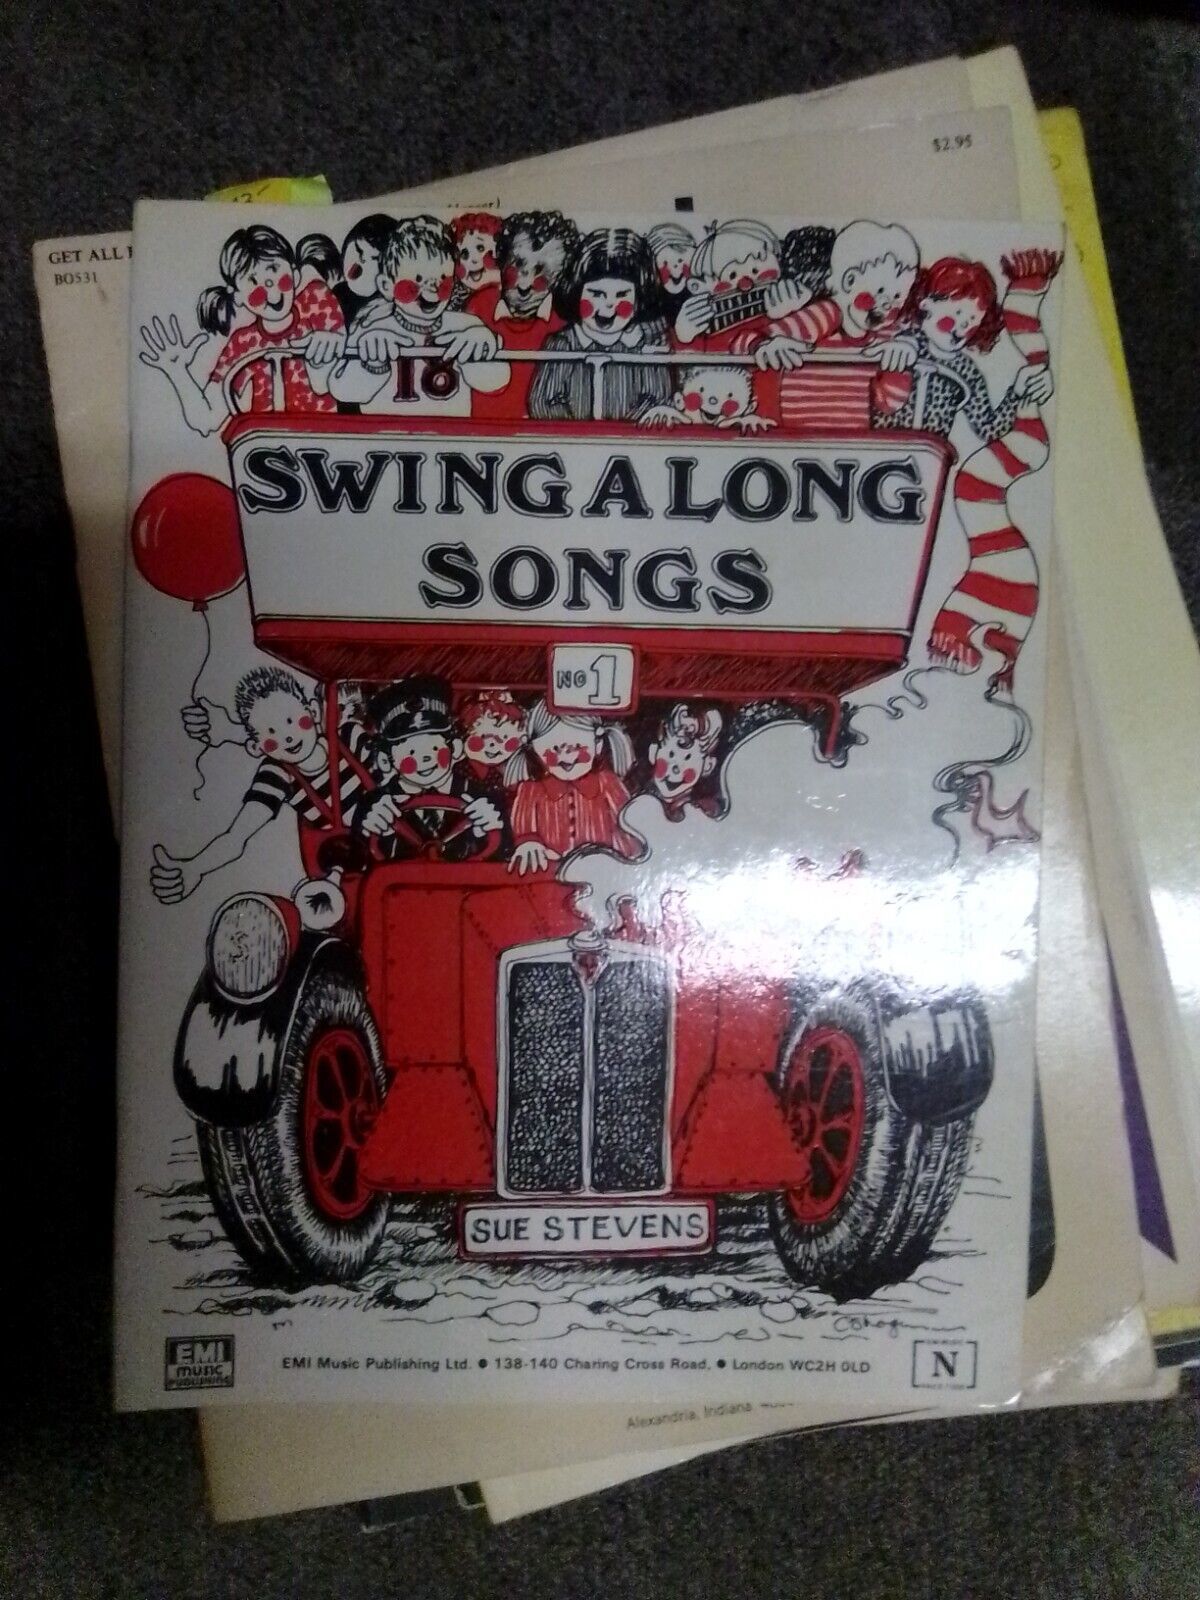 $2.95
GET ALL
BO531
18
SWINGALONG
SONGS
No 1
SUE STEVENS
EMI
MUSIC
PUBLISHING
EMI Music Publishing Ltd. ● 138-140 Charing Cross Road, ● London WC2H 0LD
N
Alexandria, Indiana